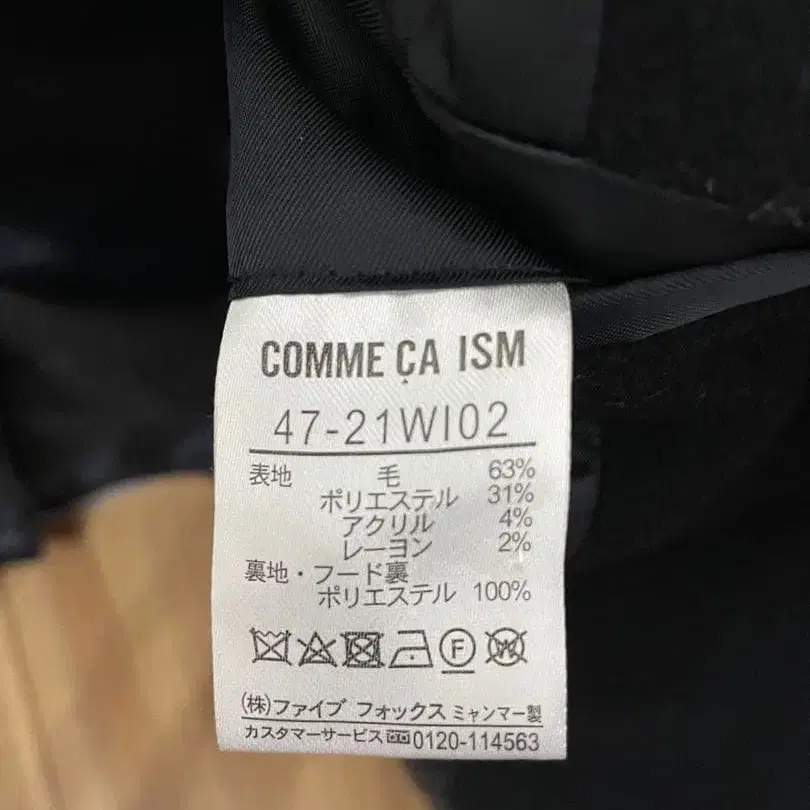 COMME ÇA ISM
47-21WI02
表地 毛 63%
ポリエステル 31%
アクリル 4%
レーヨン 2%
裏地・フード裏
ポリエステル 100%
F W
(株)ファイブ フォックス ミャンマー製
カスタマーサービス 0120-114563